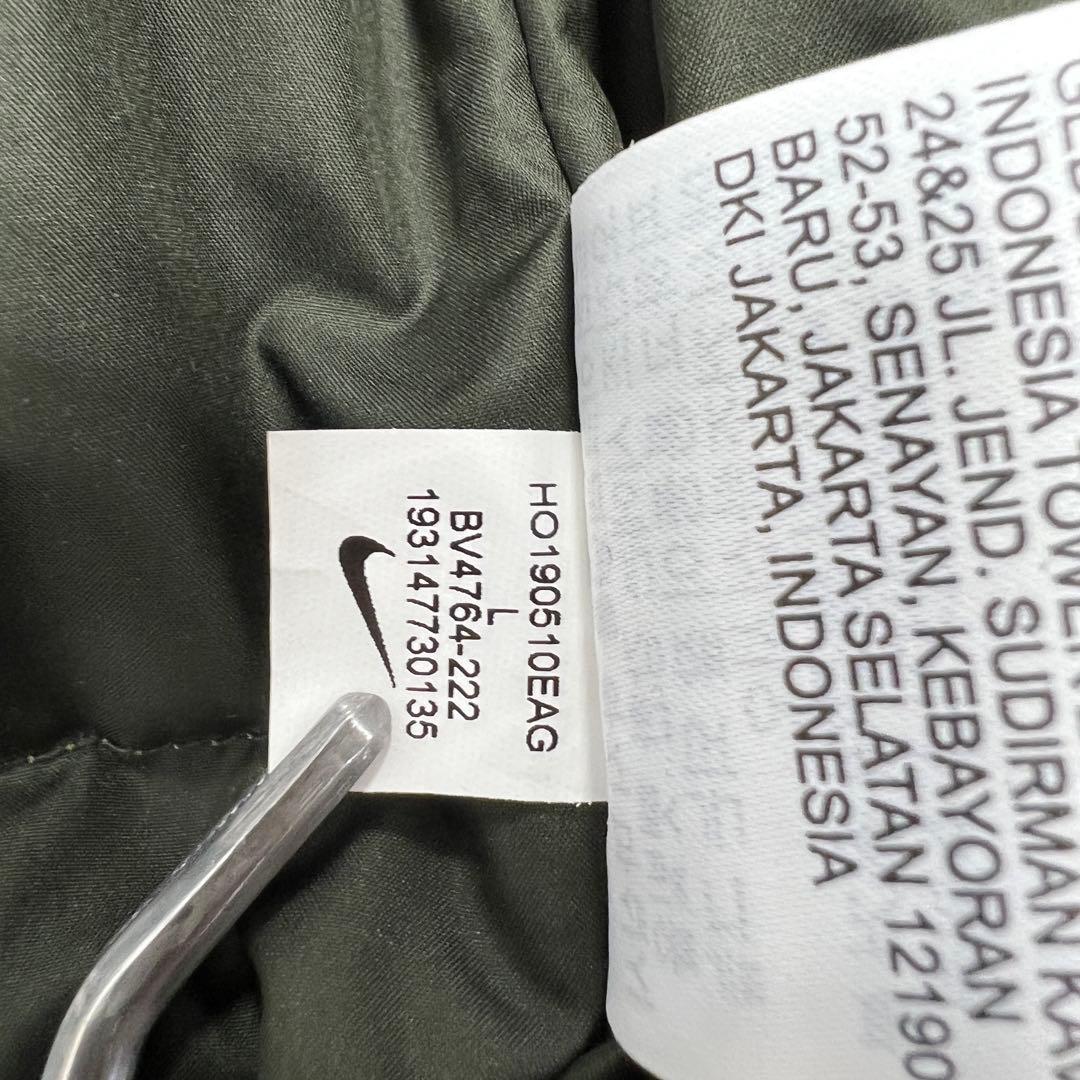 HO190510EAG
L
BV4764-222
193147730135
INDONESIA TOWER
24&25 JL. JEND. SUDIRMAN KAV
52-53, SENAYAN, KEBAYORAN
BARU, JAKARTA SELATAN 12190
DKI JAKARTA, INDONESIA